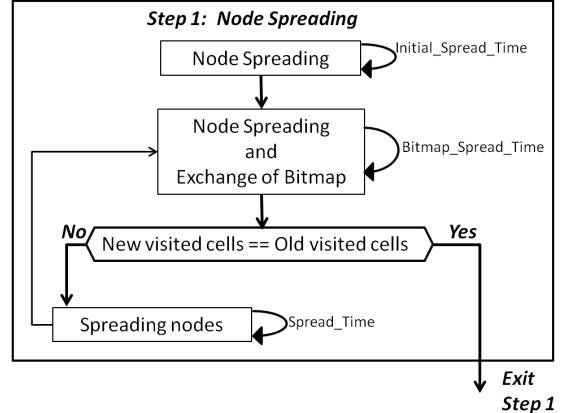 Step 1: Node Spreading
Node Spreading
Initial_Spread_Time
Node Spreading
and
Exchange of Bitmap
Bitmap_Spread_Time
No
Yes
New visited cells == Old visited cells
Spreading nodes
Spread_Time
Exit
Step 1